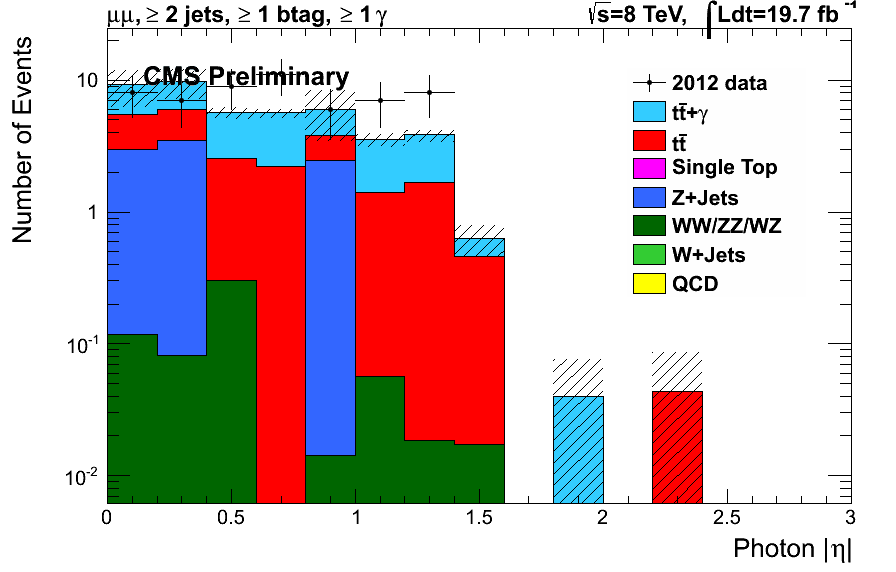 μμ, ≥ 2 jets, ≥ 1 btag, ≥ 1 γ
√s=8 TeV, ∫Ldt=19.7 fb⁻¹
CMS Preliminary
Number of Events
10
1
10⁻¹
10⁻²
2012 data
tt̄+γ
tt̄
Single Top
Z+Jets
WW/ZZ/WZ
W+Jets
QCD
0 0.5 1 1.5 2 2.5 3
Photon |η|